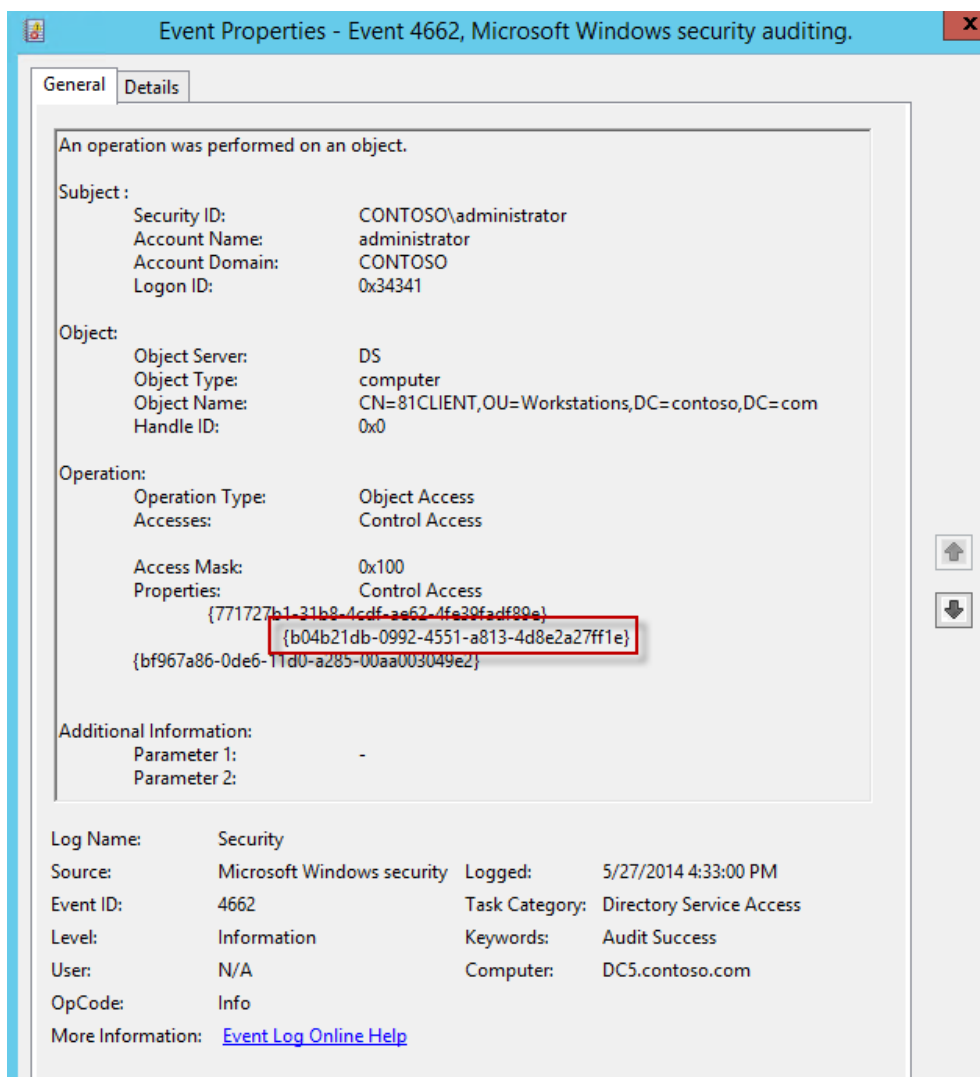 Event Properties - Event 4662, Microsoft Windows security auditing.
x
General Details
An operation was performed on an object.
Subject :
Security ID: CONTOSO\administrator
Account Name: administrator
Account Domain: CONTOSO
Logon ID: 0x34341
Object:
Object Server: DS
Object Type: computer
Object Name: CN=81CLIENT,OU=Workstations,DC=contoso,DC=com
Handle ID: 0x0
Operation:
Operation Type: Object Access
Accesses: Control Access
Access Mask: 0x100
Properties: Control Access
{771727b1-31b8-4cdf-ae62-4fe39fadf89e}
{b04b21db-0992-4551-a813-4d8e2a27ff1e}
{bf967a86-0de6-11d0-a285-00aa003049e2}
Additional Information:
Parameter 1: -
Parameter 2:
Log Name: Security
Source: Microsoft Windows security Logged: 5/27/2014 4:33:00 PM
Event ID: 4662 Task Category: Directory Service Access
Level: Information Keywords: Audit Success
User: N/A Computer: DC5.contoso.com
OpCode: Info
More Information: Event Log Online Help